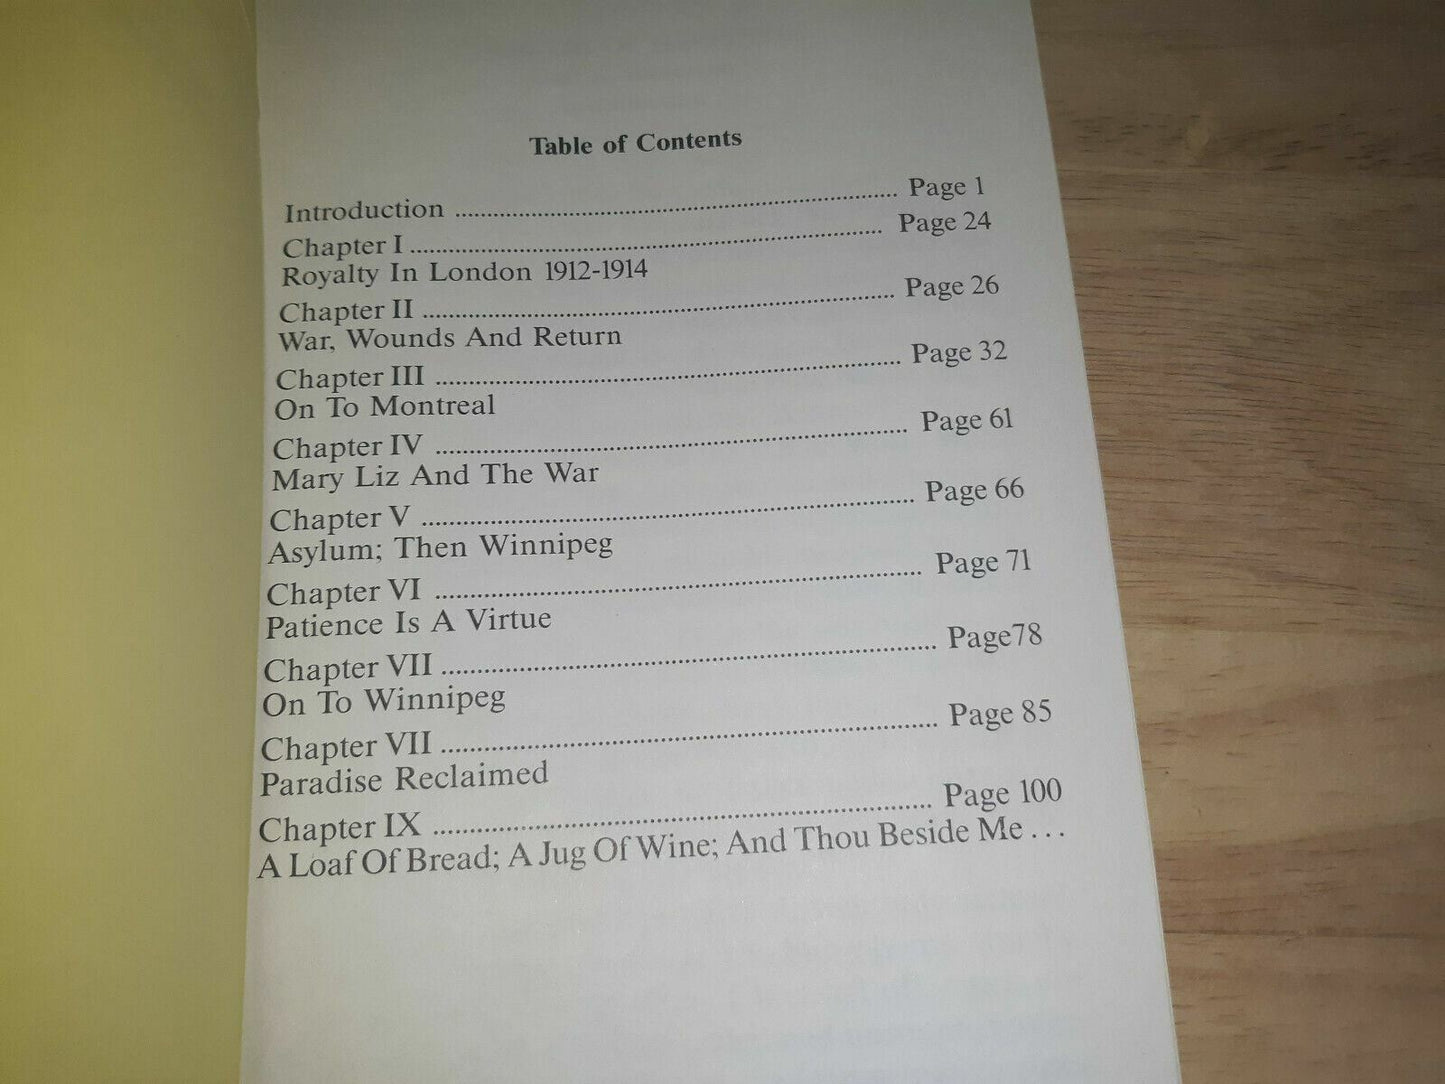 Table of Contents
Introduction ........................................................................ Page 1
Chapter I ........................................................................ Page 24
Royalty In London 1912-1914
Chapter II ........................................................................ Page 26
War, Wounds And Return
Chapter III ........................................................................ Page 32
On To Montreal
Chapter IV ........................................................................ Page 61
Mary Liz And The War
Chapter V ........................................................................ Page 66
Asylum; Then Winnipeg
Chapter VI ........................................................................ Page 71
Patience Is A Virtue
Chapter VII ........................................................................ Page78
On To Winnipeg
Chapter VII ........................................................................ Page 85
Paradise Reclaimed
Chapter IX ........................................................................ Page 100
A Loaf Of Bread; A Jug Of Wine; And Thou Beside Me . . .